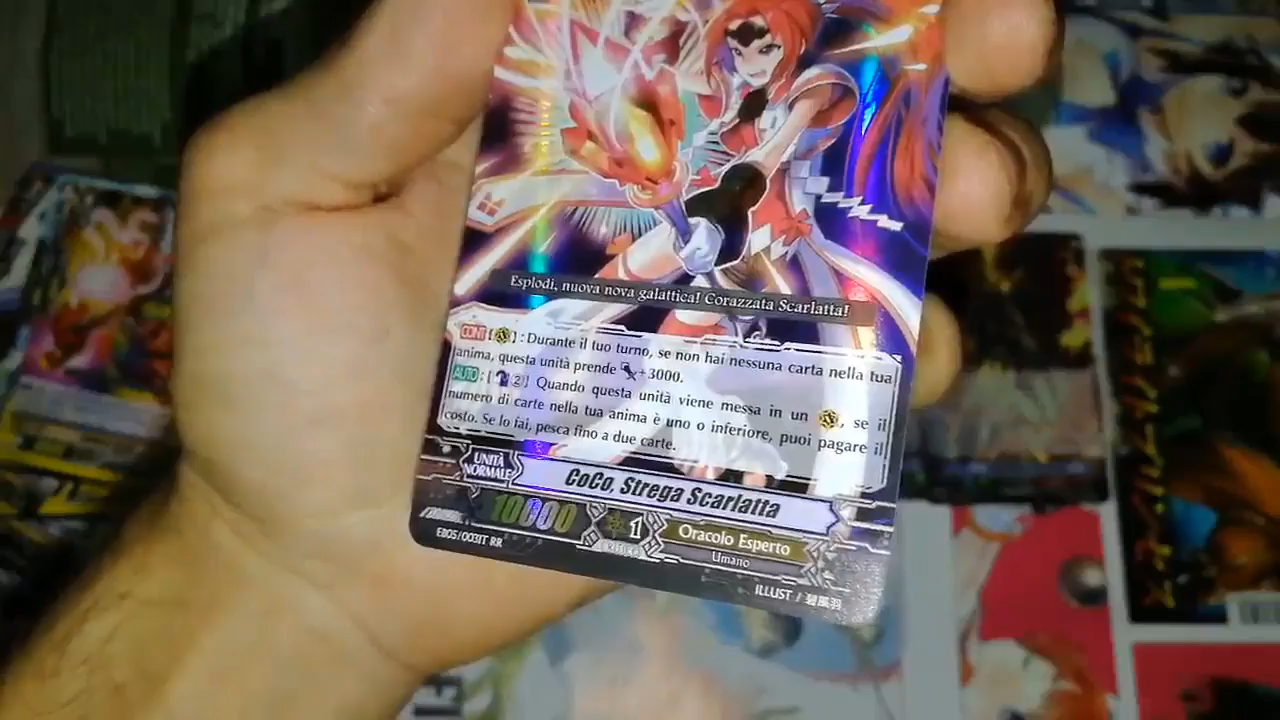 Esplodi, nuova nova galattica! Corazzata Scarlatta!
CONT [ ] : Durante il tuo turno, se non hai nessuna carta nella tua
anima, questa unità prende +3000.
AUTO : [ 2 ] Quando questa unità viene messa in un , se il
numero di carte nella tua anima è uno o inferiore, puoi pagare il
costo. Se lo fai, pesca fino a due carte.
UNITÀ
NORMALE
CoCo, Strega Scarlatta
10000
1
CRITICO
Oracolo Esperto
Umano
EB05/003IT RR
ILLUST / 碧風羽